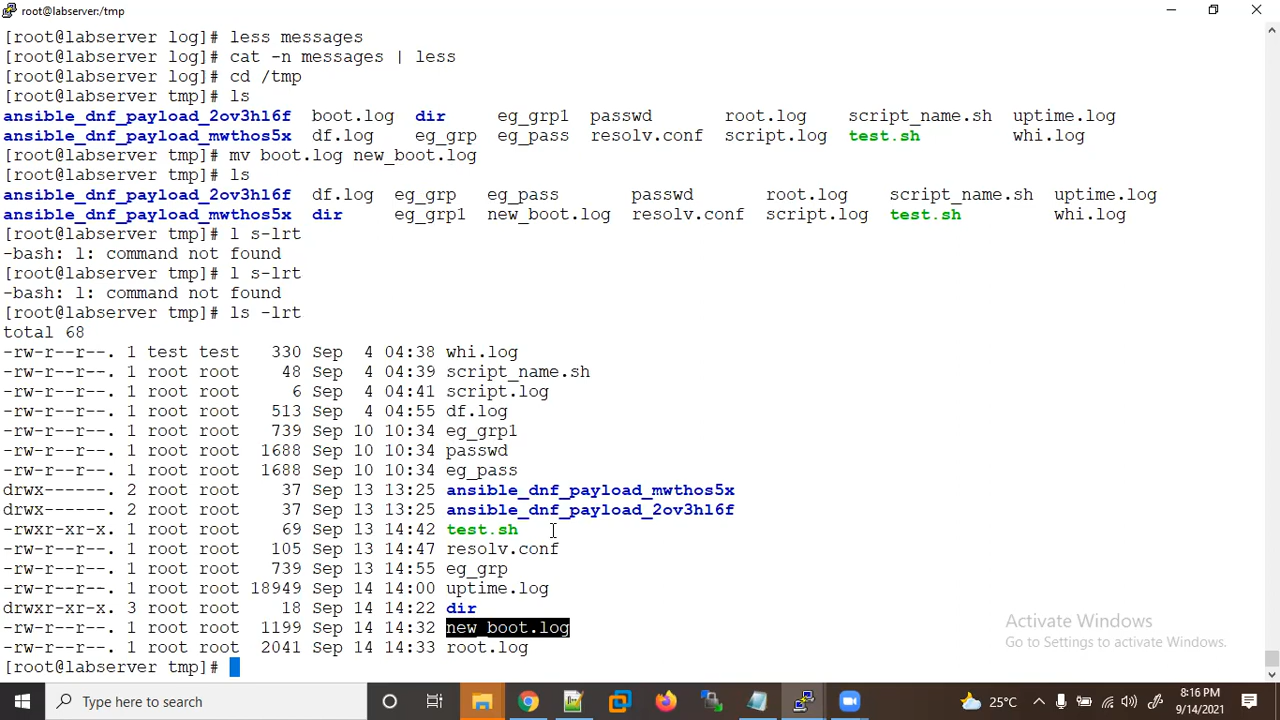 root@labserver:/tmp
[root@labserver log]# less messages
[root@labserver log]# cat -n messages | less
[root@labserver log]# cd /tmp
[root@labserver tmp]# ls
ansible_dnf_payload_2ov3hl6f boot.log dir eg_grp1 passwd root.log script_name.sh uptime.log
ansible_dnf_payload_mwthos5x df.log eg_grp eg_pass resolv.conf script.log test.sh whi.log
[root@labserver tmp]# mv boot.log new_boot.log
[root@labserver tmp]# ls
ansible_dnf_payload_2ov3hl6f df.log eg_grp eg_pass passwd root.log script_name.sh uptime.log
ansible_dnf_payload_mwthos5x dir eg_grp1 new_boot.log resolv.conf script.log test.sh whi.log
[root@labserver tmp]# l s-lrt
-bash: l: command not found
[root@labserver tmp]# l s-lrt
-bash: l: command not found
[root@labserver tmp]# ls -lrt
total 68
-rw-r--r--. 1 test test 330 Sep 4 04:38 whi.log
-rw-r--r--. 1 root root 48 Sep 4 04:39 script_name.sh
-rw-r--r--. 1 root root 6 Sep 4 04:41 script.log
-rw-r--r--. 1 root root 513 Sep 4 04:55 df.log
-rw-r--r--. 1 root root 739 Sep 10 10:34 eg_grp1
-rw-r--r--. 1 root root 1688 Sep 10 10:34 passwd
-rw-r--r--. 1 root root 1688 Sep 10 10:34 eg_pass
drwx------. 2 root root 37 Sep 13 13:25 ansible_dnf_payload_mwthos5x
drwx------. 2 root root 37 Sep 13 13:25 ansible_dnf_payload_2ov3hl6f
-rwxr-xr-x. 1 root root 69 Sep 13 14:42 test.sh
-rw-r--r--. 1 root root 105 Sep 13 14:47 resolv.conf
-rw-r--r--. 1 root root 739 Sep 13 14:55 eg_grp
-rw-r--r--. 1 root root 18949 Sep 14 14:00 uptime.log
drwxr-xr-x. 3 root root 18 Sep 14 14:22 dir
-rw-r--r--. 1 root root 1199 Sep 14 14:32 new_boot.log
-rw-r--r--. 1 root root 2041 Sep 14 14:33 root.log
[root@labserver tmp]#
Activate Windows
Go to Settings to activate Windows.
Type here to search
25°C
8:16 PM
9/14/2021